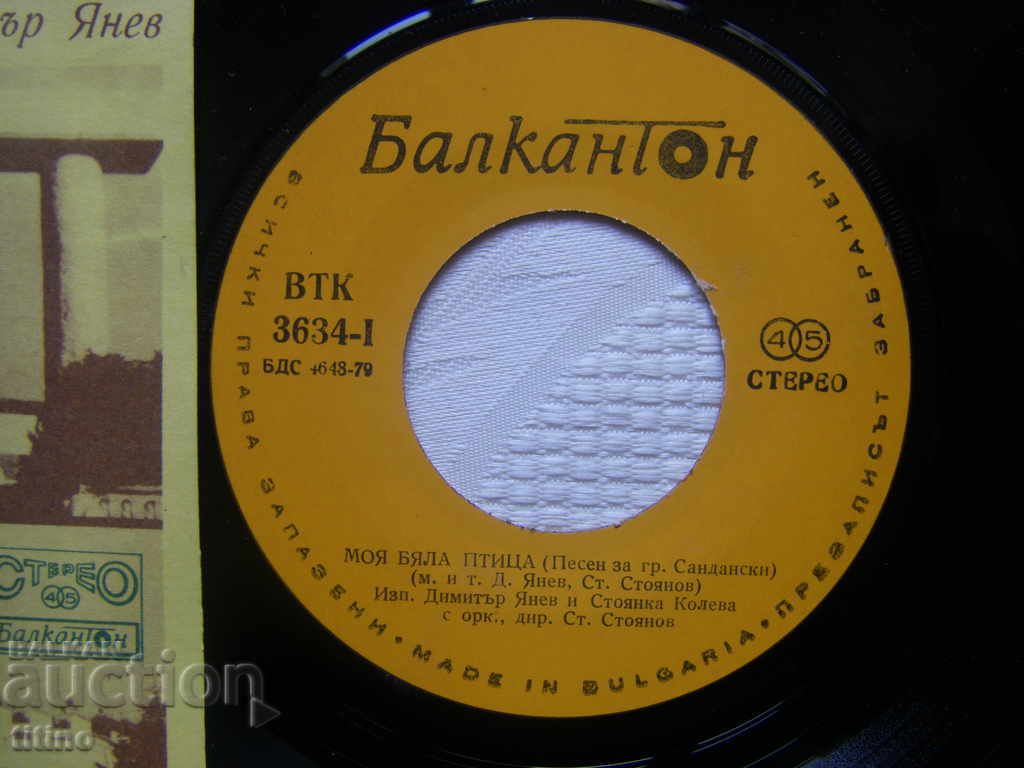 ър Янев
Балкантон
ВТК
3634-I
БДС 4648-79
45
СТЕРЕО
МОЯ БЯЛА ПТИЦА (Песен за гр. Сандански)
(м. и т. Д. Янев, Ст. Стоянов)
Изп. Димитър Янев и Стоянка Колева
с орк., дир. Ст. Стоянов
ВСИЧКИ ПРАВА ЗАПАЗЕНИ • MADE IN BULGARIA • ПРЕЗАПИСЪТ ЗАБРАНЕН
СТЕРЕО
45
Балкантон
BALKAN
auction
titino